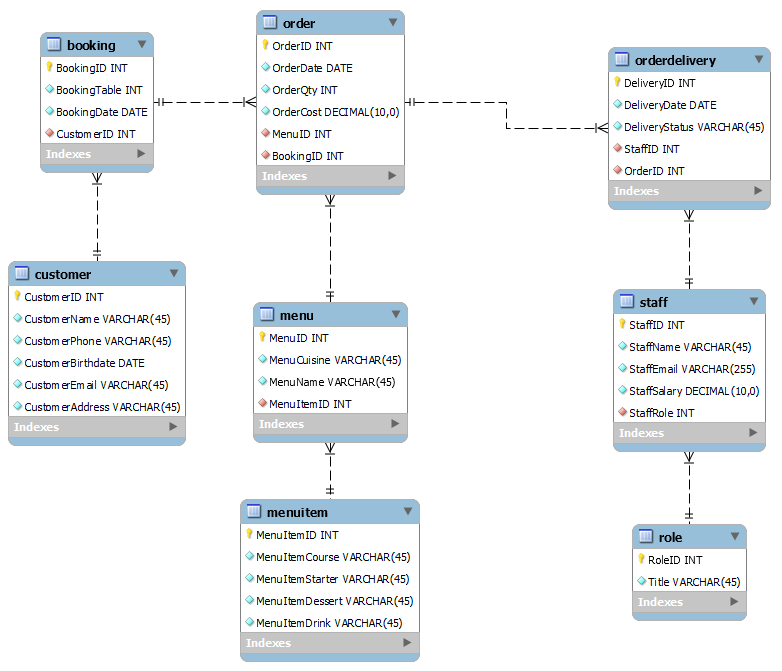 booking
BookingID INT
BookingTable INT
BookingDate DATE
CustomerID INT
Indexes
order
OrderID INT
OrderDate DATE
OrderQty INT
OrderCost DECIMAL(10,0)
MenuID INT
BookingID INT
Indexes
orderdelivery
DeliveryID INT
DeliveryDate DATE
DeliveryStatus VARCHAR(45)
StaffID INT
OrderID INT
Indexes
customer
CustomerID INT
CustomerName VARCHAR(45)
CustomerPhone VARCHAR(45)
CustomerBirthdate DATE
CustomerEmail VARCHAR(45)
CustomerAddress VARCHAR(45)
Indexes
menu
MenuID INT
MenuCuisine VARCHAR(45)
MenuName VARCHAR(45)
MenuItemID INT
Indexes
staff
StaffID INT
StaffName VARCHAR(45)
StaffEmail VARCHAR(255)
StaffSalary DECIMAL(10,0)
StaffRole INT
Indexes
menuitem
MenuItemID INT
MenuItemCourse VARCHAR(45)
MenuItemStarter VARCHAR(45)
MenuItemDessert VARCHAR(45)
MenuItemDrink VARCHAR(45)
Indexes
role
RoleID INT
Title VARCHAR(45)
Indexes